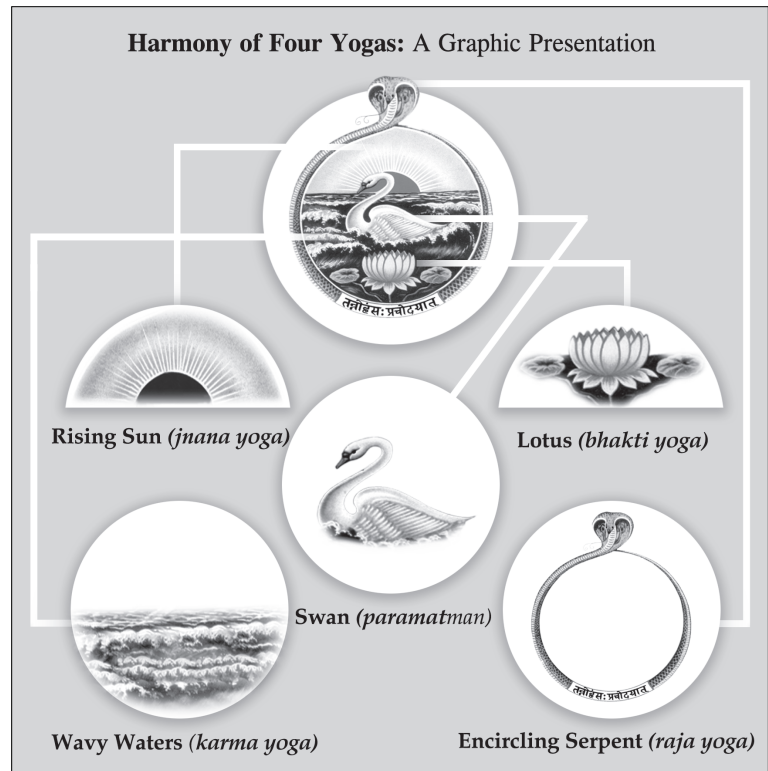 Harmony of Four Yogas: A Graphic Presentation
तन्नो हंसः प्रचोदयात्
Rising Sun (jnana yoga)
Lotus (bhakti yoga)
Swan (paramatman)
तन्नो हंसः प्रचोदयात्
Wavy Waters (karma yoga)
Encircling Serpent (raja yoga)